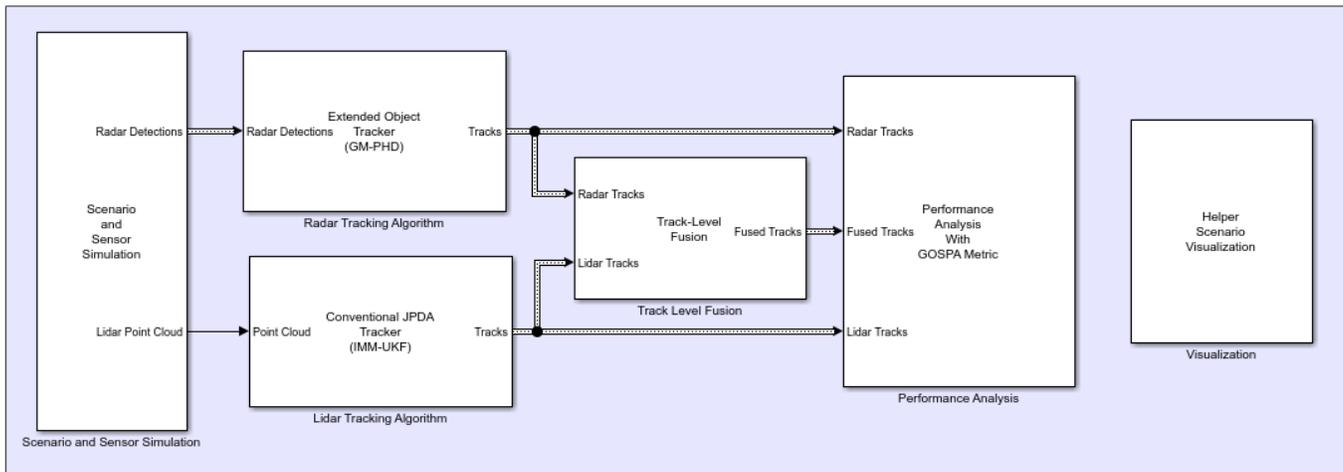 Scenario
and
Sensor
Simulation
Radar Detections
Lidar Point Cloud
Scenario and Sensor Simulation
Radar Detections
Extended Object
Tracker
(GM-PHD)
Tracks
Radar Tracking Algorithm
Point Cloud
Conventional JPDA
Tracker
(IMM-UKF)
Tracks
Lidar Tracking Algorithm
Radar Tracks
Lidar Tracks
Track-Level
Fusion
Fused Tracks
Track Level Fusion
Radar Tracks
Fused Tracks
Lidar Tracks
Performance
Analysis
With
GOSPA Metric
Performance Analysis
Helper
Scenario
Visualization
Visualization